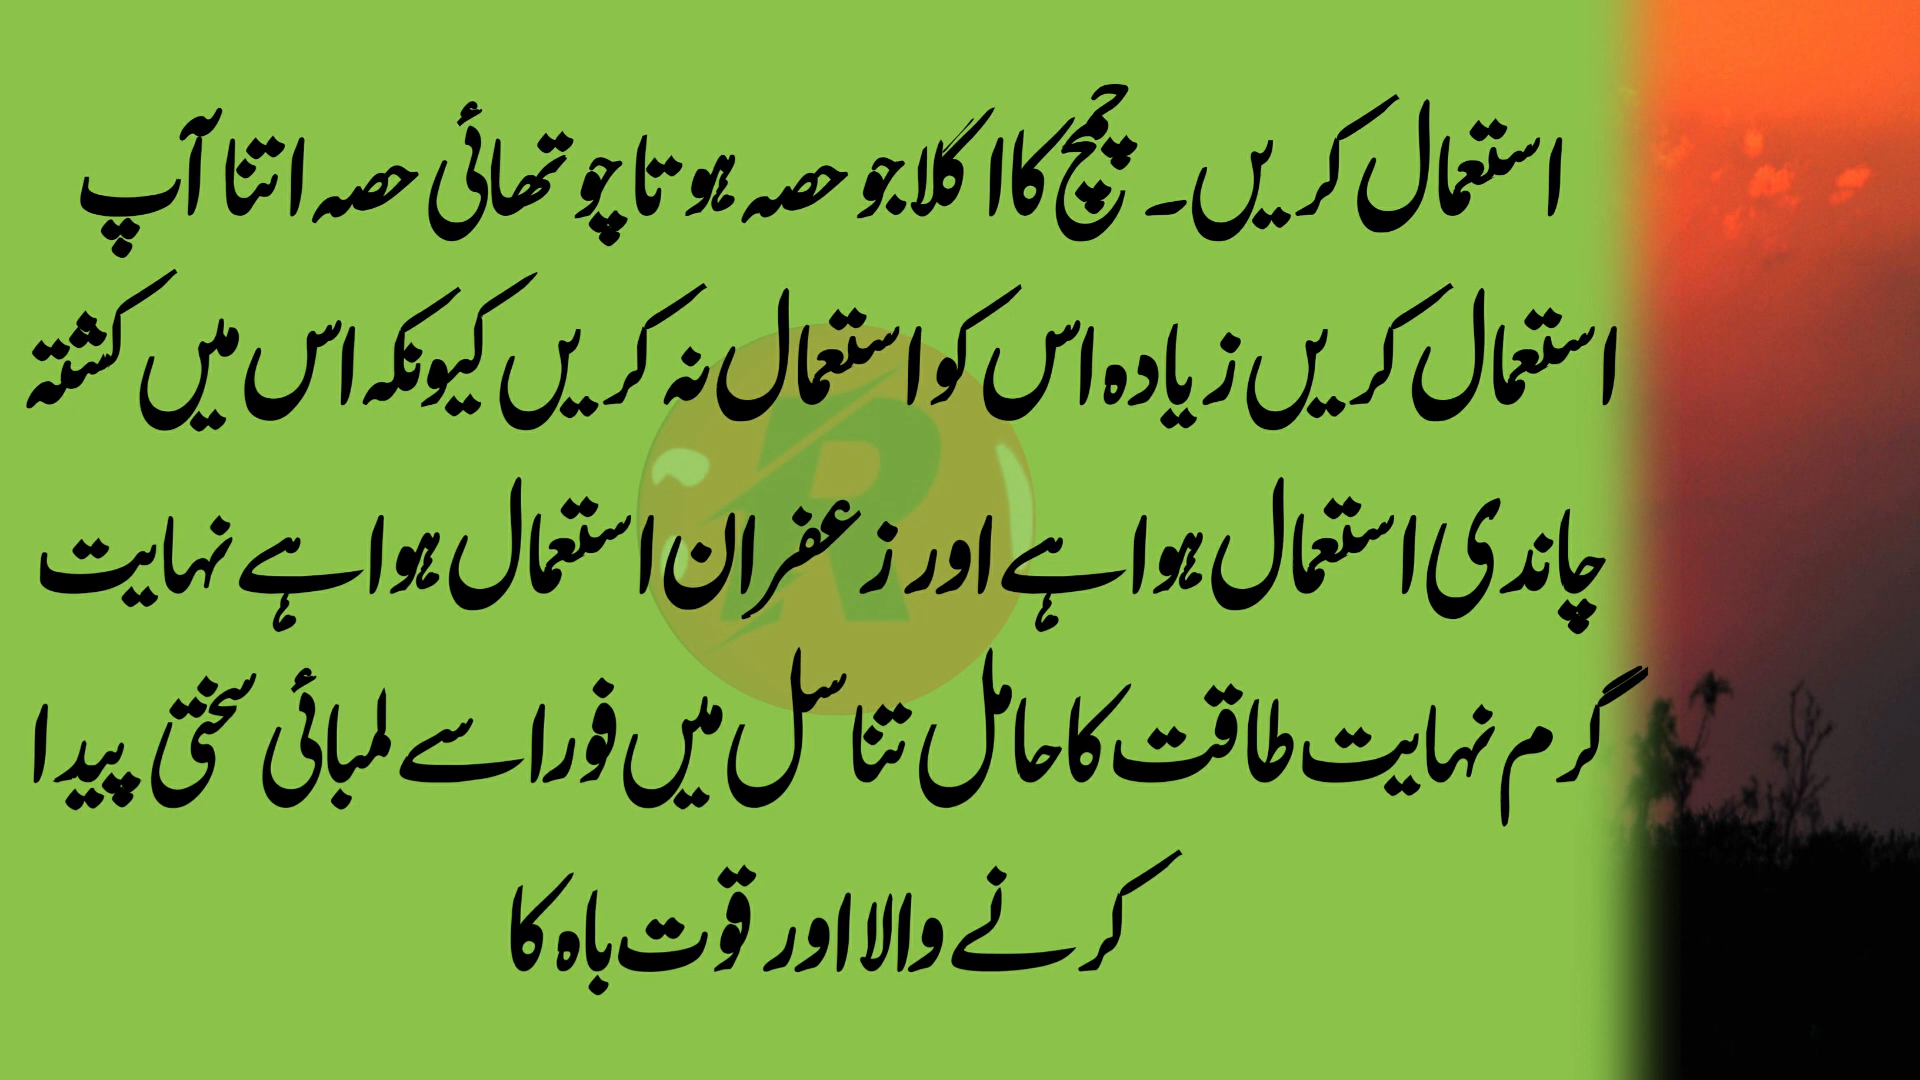 استعمال کریں۔ چمچ کا اگلا جو حصہ ہوتا چوتھائی حصہ اتنا آپ
استعمال کریں زیادہ اس کو استعمال نہ کریں کیونکہ اس میں کشتہ
چاندی استعمال ہوا ہے اور زعفران استعمال ہوا ہے نہایت
گرم نہایت طاقت کا حامل تناسل میں فورا سے لمبائی سختی پیدا
کرنے والا اور قوت باہ کا
R